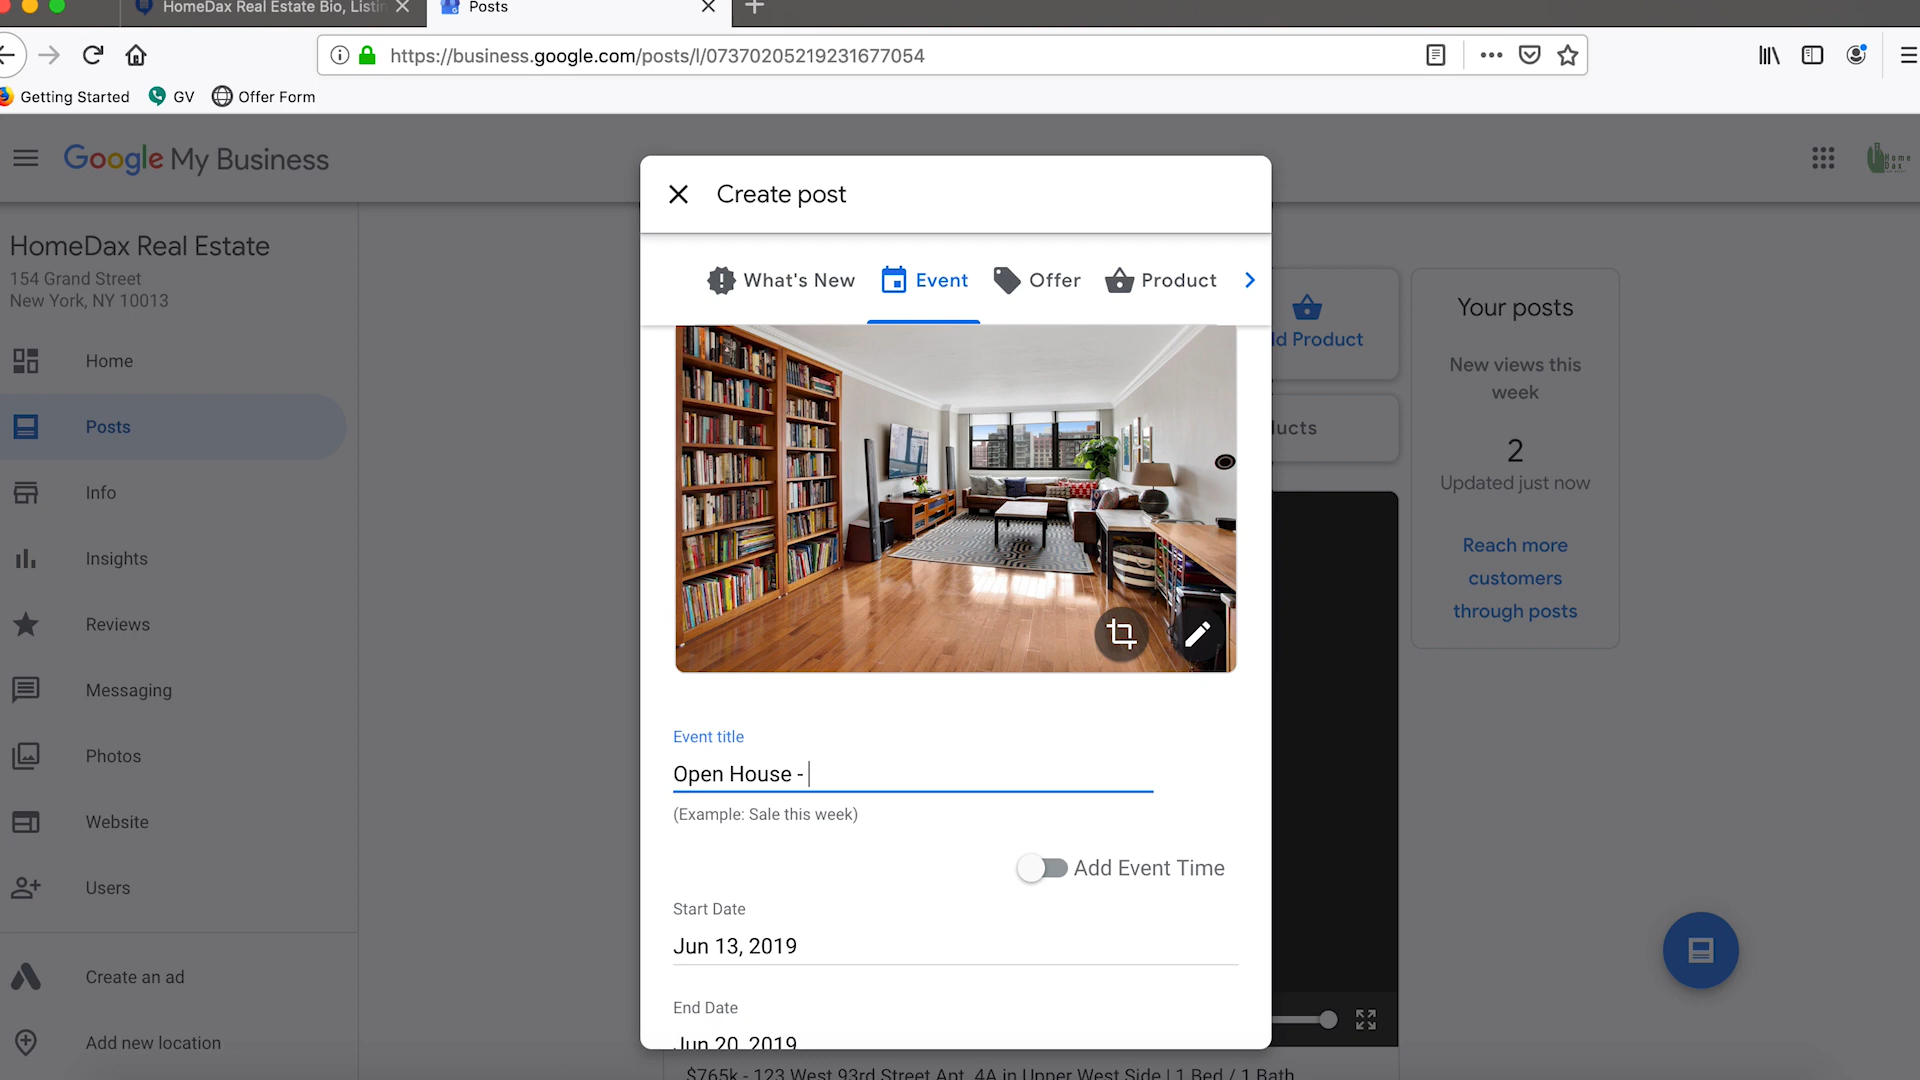 HomeDax Real Estate Bio, Listin
Posts
https://business.google.com/posts/l/07370205219231677054
Getting Started
GV
Offer Form
Google My Business
HomeDax Real Estate
154 Grand Street
New York, NY 10013
Home
Posts
Info
Insights
Reviews
Messaging
Photos
Website
Users
Create an ad
Add new location
Create post
What's New
Event
Offer
Product
Event title
Open House -
(Example: Sale this week)
Add Event Time
Start Date
Jun 13, 2019
End Date
Jun 20, 2019
d Product
ucts
Your posts
New views this
week
2
Updated just now
Reach more
customers
through posts
Home
Dax
$765k - 123 West 93rd Street Apt. 4A in Upper West Side | 1 Bed / 1 Bath